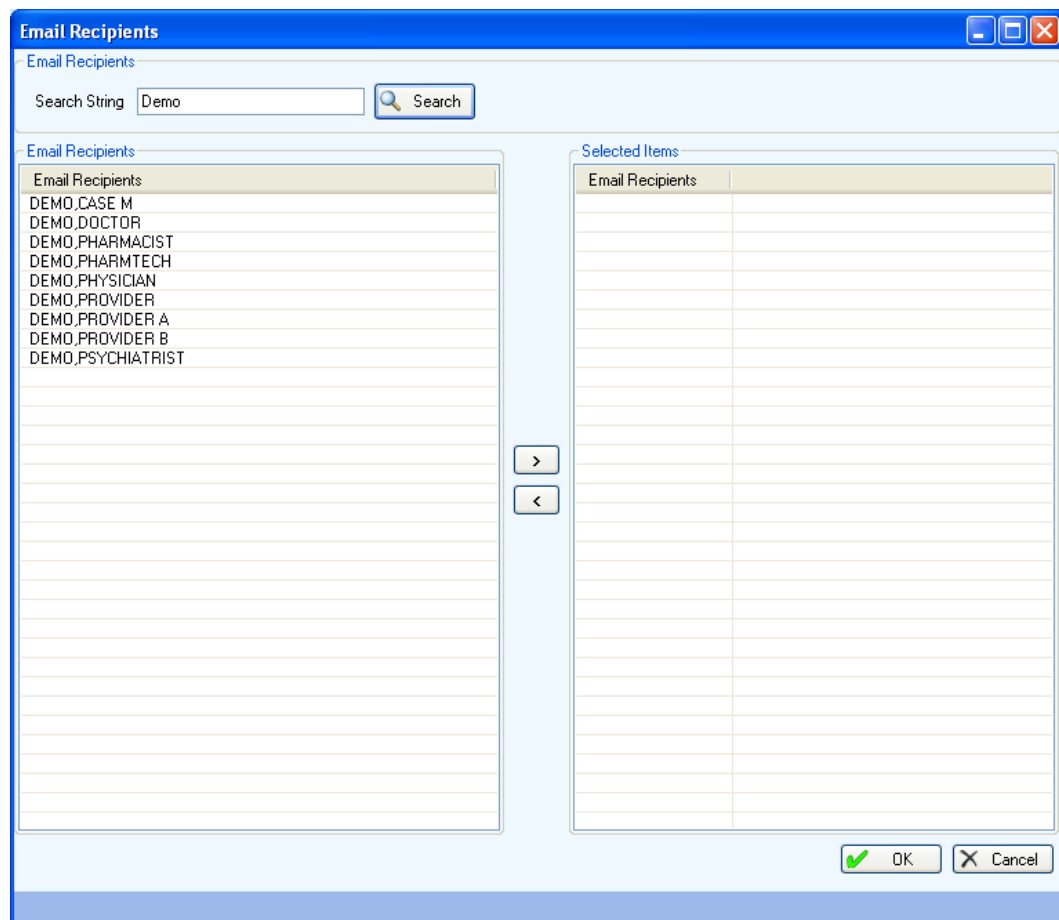 Email Recipients
Email Recipients
Search String Demo Search
Email Recipients
Email Recipients
DEMO,CASE M
DEMO,DOCTOR
DEMO,PHARMACIST
DEMO,PHARMTECH
DEMO,PHYSICIAN
DEMO,PROVIDER
DEMO,PROVIDER A
DEMO,PROVIDER B
DEMO,PSYCHIATRIST
>
<
Selected Items
Email Recipients
OK Cancel